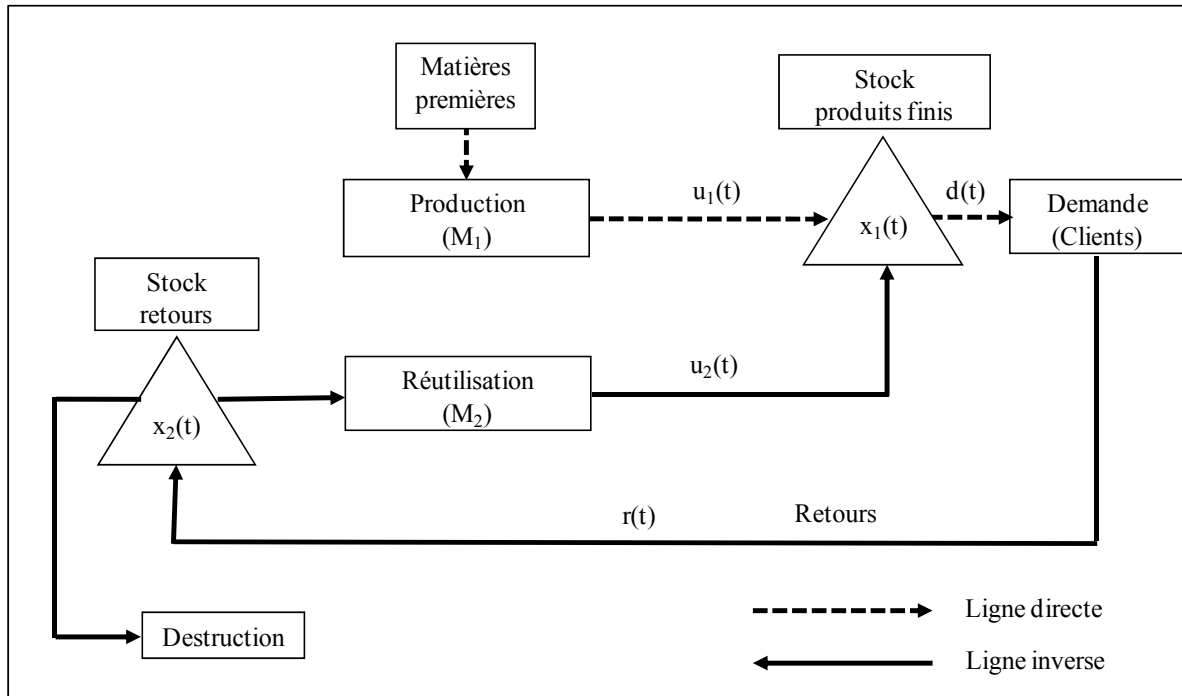 Matières
premières
Stock
produits finis
Production
(M₁)
u₁(t)
x₁(t)
d(t)
Demande
(Clients)
Stock
retours
x₂(t)
Réutilisation
(M₂)
u₂(t)
r(t)
Retours
Destruction
Ligne directe
Ligne inverse